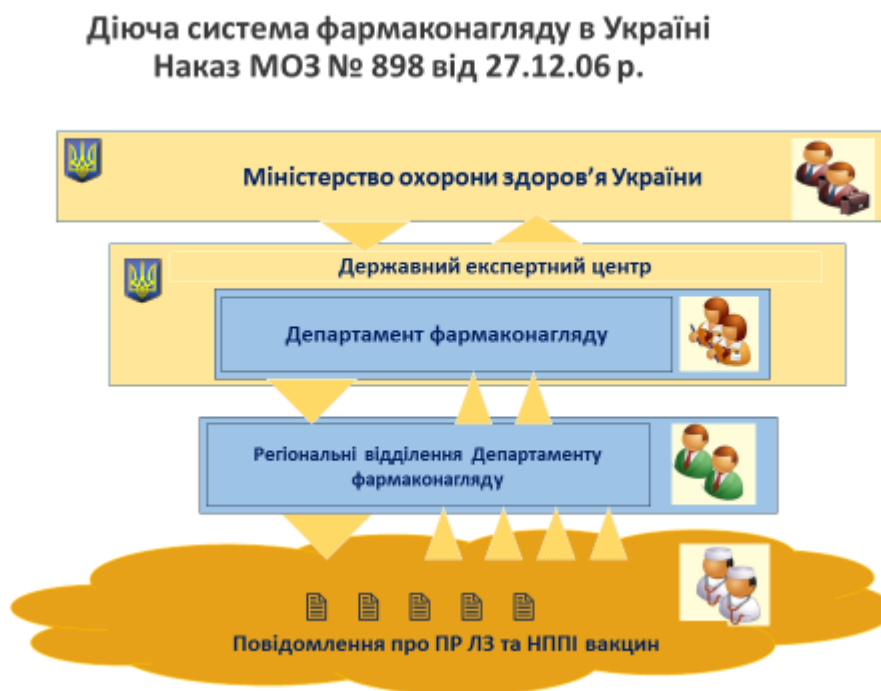 Діюча система фармаконагляду в Україні
Наказ МОЗ № 898 від 27.12.06 р.
Міністерство охорони здоров’я України
Державний експертний центр
Департамент фармаконагляду
Регіональні відділення Департаменту
фармаконагляду
Повідомлення про ПР ЛЗ та НППІ вакцин